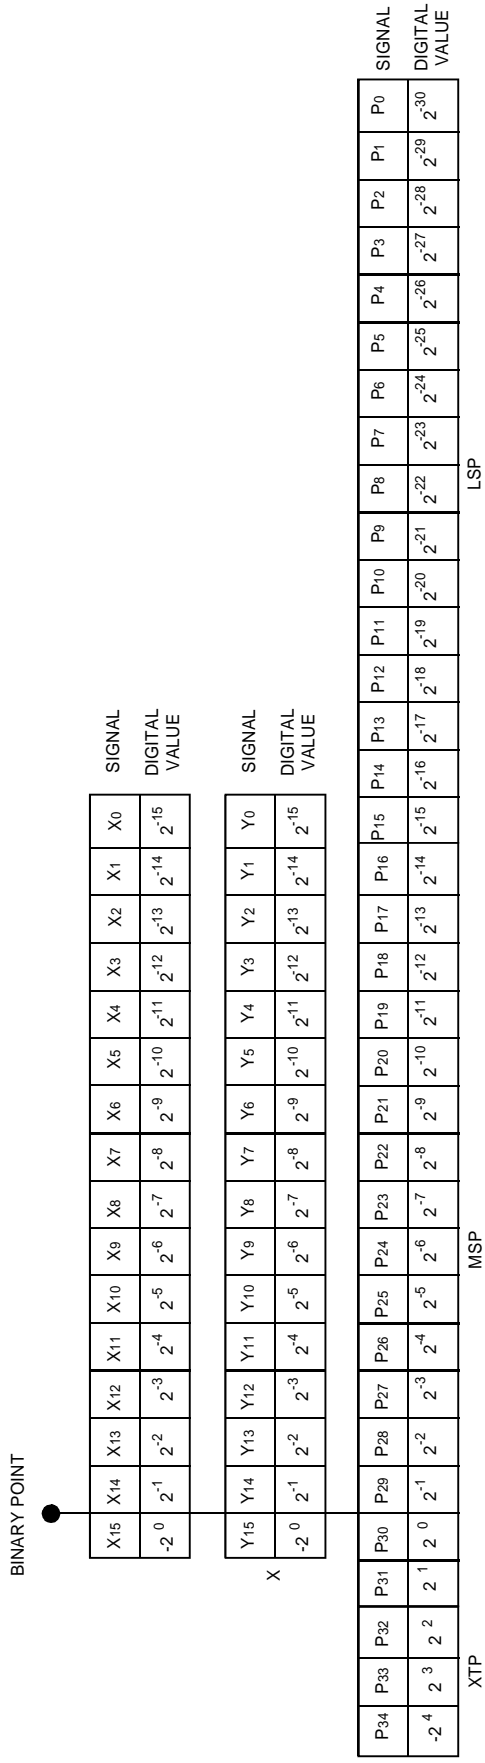 BINARY POINT
X15 X14 X13 X12 X11 X10 X9 X8 X7 X6 X5 X4 X3 X2 X1 X0 SIGNAL
-2^0 2^-1 2^-2 2^-3 2^-4 2^-5 2^-6 2^-7 2^-8 2^-9 2^-10 2^-11 2^-12 2^-13 2^-14 2^-15 DIGITAL VALUE
Y15 Y14 Y13 Y12 Y11 Y10 Y9 Y8 Y7 Y6 Y5 Y4 Y3 Y2 Y1 Y0 SIGNAL
X -2^0 2^-1 2^-2 2^-3 2^-4 2^-5 2^-6 2^-7 2^-8 2^-9 2^-10 2^-11 2^-12 2^-13 2^-14 2^-15 DIGITAL VALUE
P34 P33 P32 P31 P30 P29 P28 P27 P26 P25 P24 P23 P22 P21 P20 P19 P18 P17 P16 P15 P14 P13 P12 P11 P10 P9 P8 P7 P6 P5 P4 P3 P2 P1 P0 SIGNAL
-2^4 2^3 2^2 2^1 2^0 2^-1 2^-2 2^-3 2^-4 2^-5 2^-6 2^-7 2^-8 2^-9 2^-10 2^-11 2^-12 2^-13 2^-14 2^-15 2^-16 2^-17 2^-18 2^-19 2^-20 2^-21 2^-22 2^-23 2^-24 2^-25 2^-26 2^-27 2^-28 2^-29 2^-30 DIGITAL VALUE
XTP MSP LSP